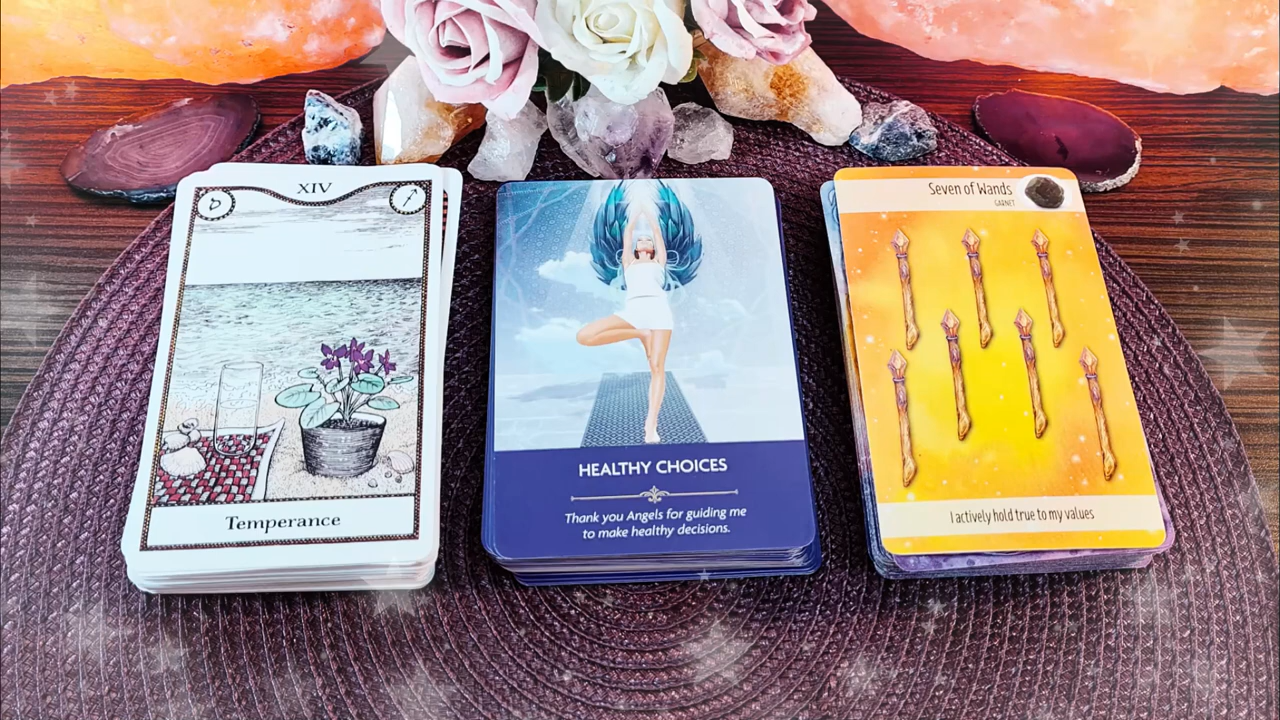 XIV
Temperance
HEALTHY CHOICES
Thank you Angels for guiding me
to make healthy decisions.
Seven of Wands
GARNET
I actively hold true to my values